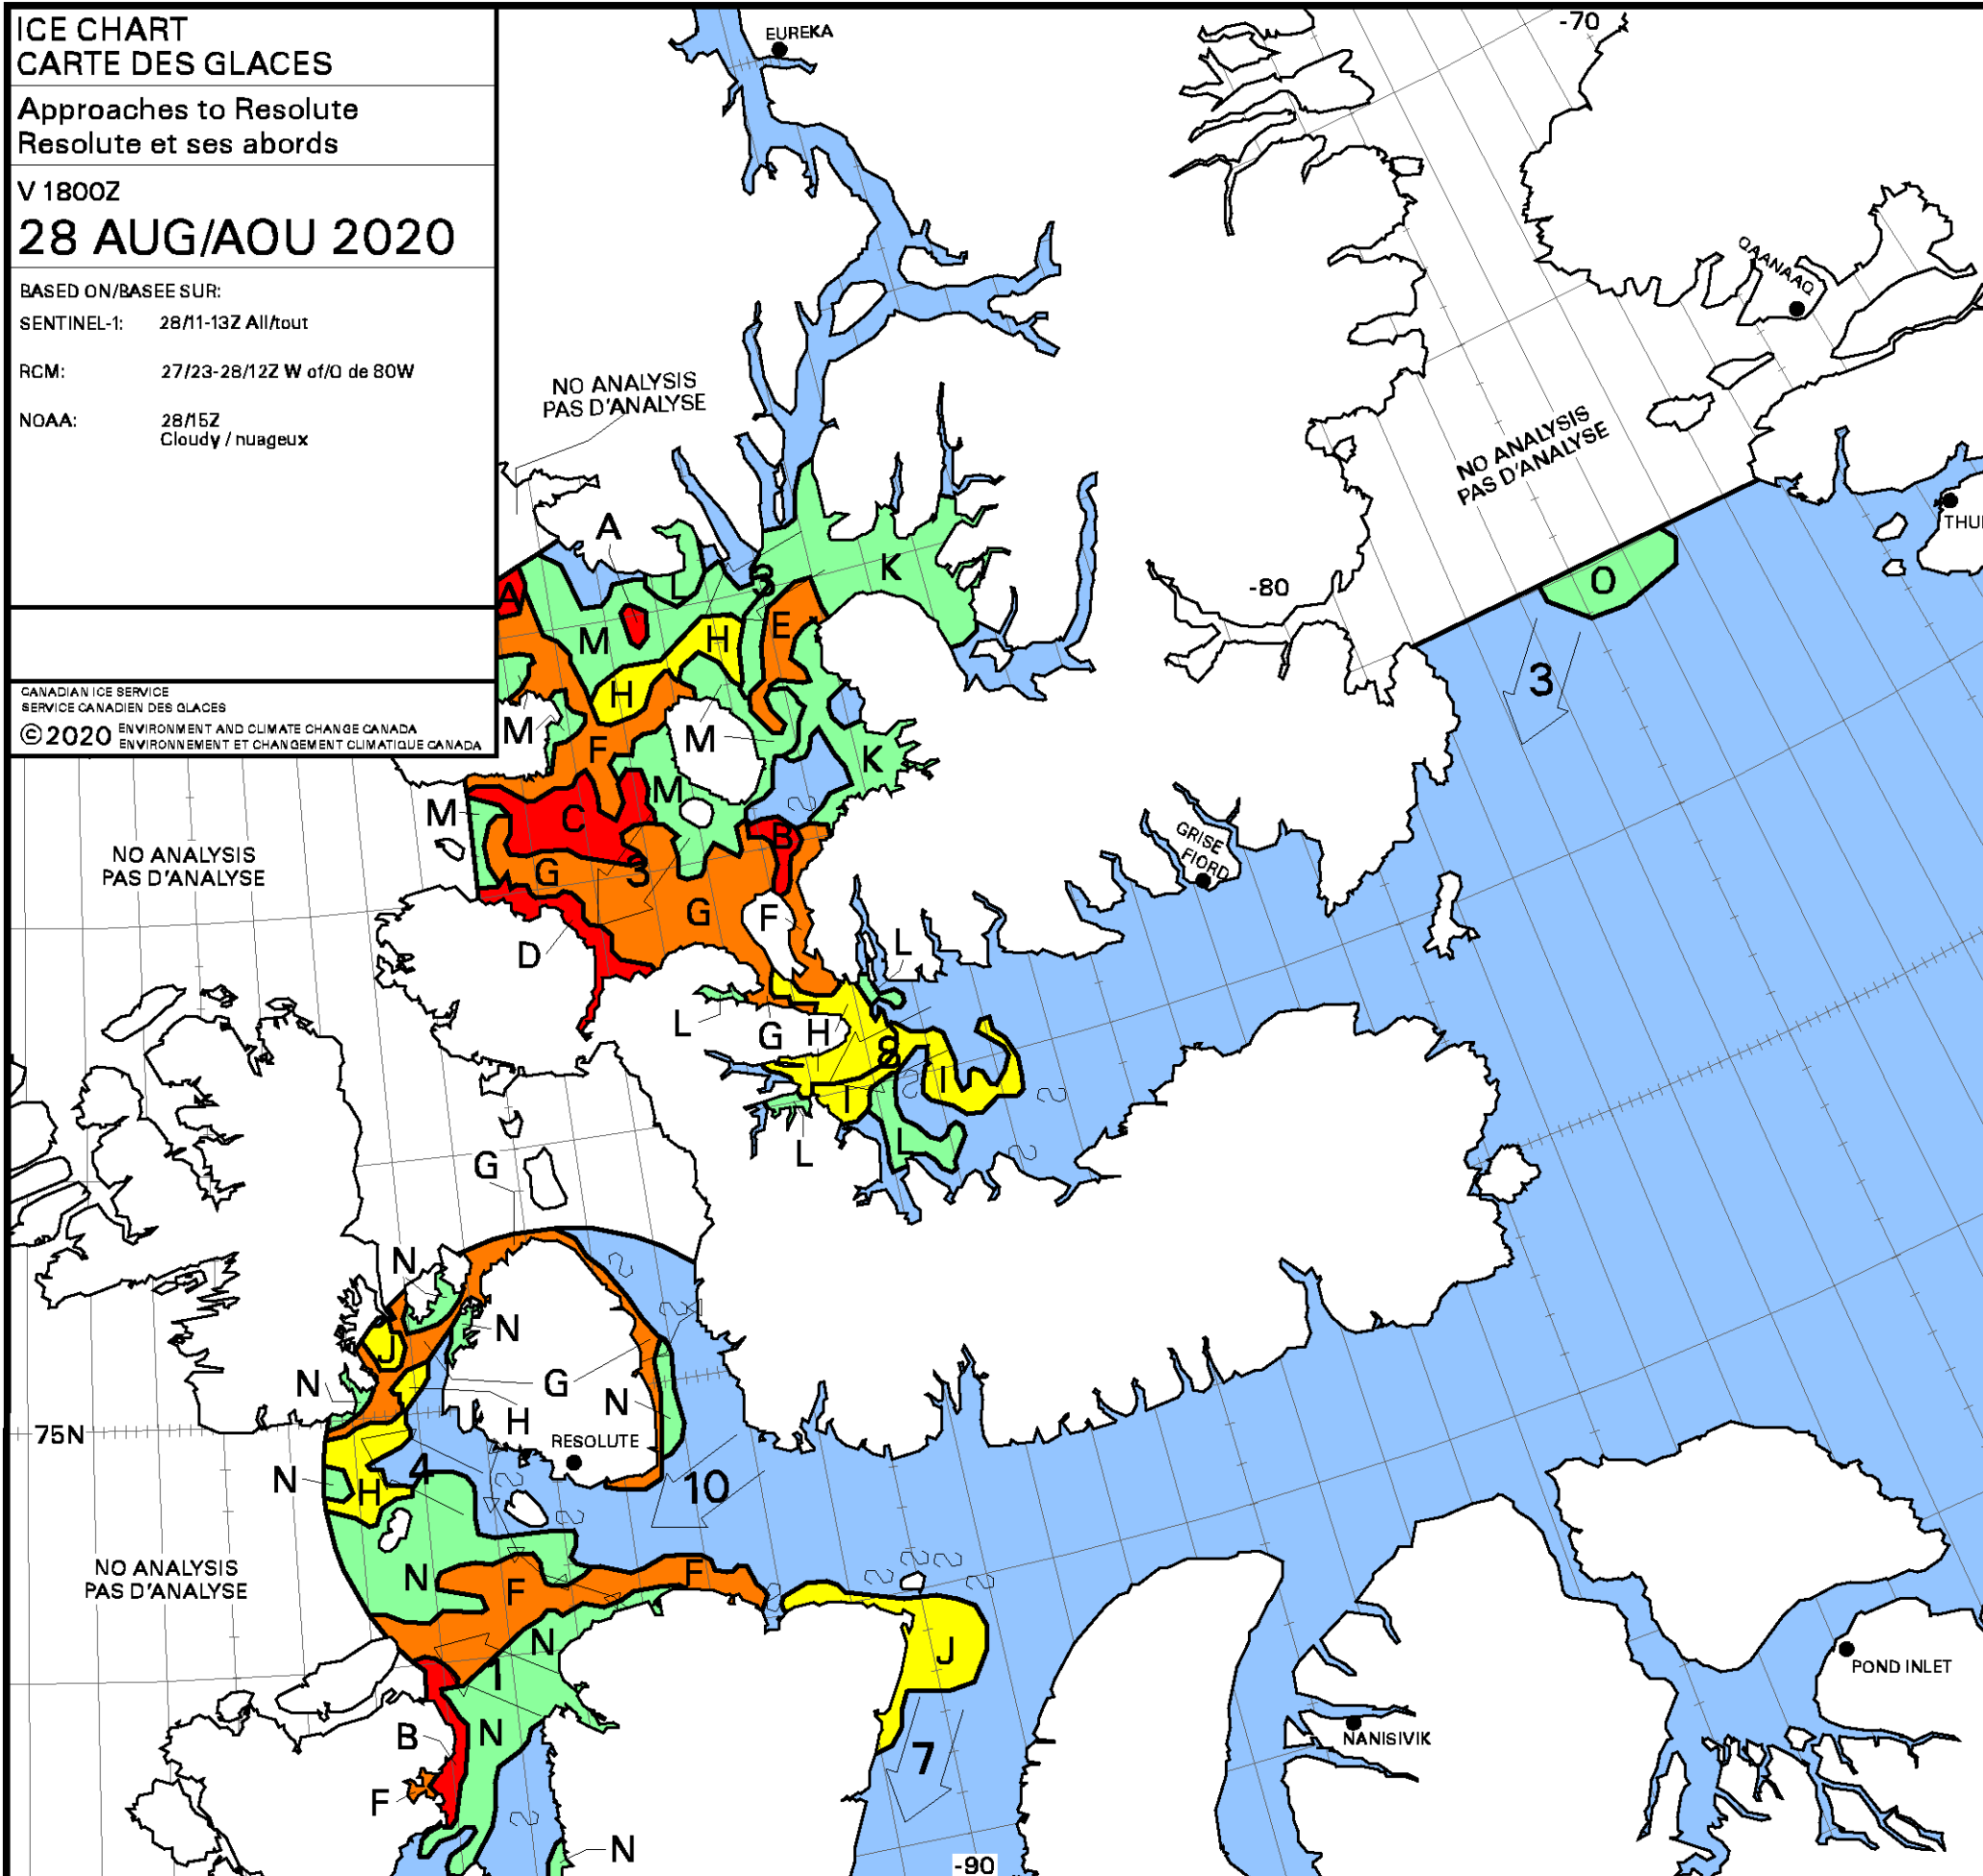 ICE CHART
CARTE DES GLACES
Approaches to Resolute
Resolute et ses abords
V 1800Z
28 AUG/AOU 2020
BASED ON/BASEE SUR:
SENTINEL-1: 28/11-13Z All/tout
RCM: 27/23-28/12Z W of/O de 80W
NOAA: 28/15Z
Cloudy / nuageux
CANADIAN ICE SERVICE
SERVICE CANADIEN DES GLACES
©2020 ENVIRONMENT AND CLIMATE CHANGE CANADA
ENVIRONNEMENT ET CHANGEMENT CLIMATIQUE CANADA
-70
EUREKA
QAANAAQ
NO ANALYSIS
PAS D'ANALYSE
NO ANALYSIS
PAS D'ANALYSE
THU
A
L
3
K
-80
O
A
M
H
E
3
H
M
F
M
K
M
M
C
B
GRISE
FIORD
NO ANALYSIS
PAS D'ANALYSE
G
3
G
F
D
L
L
G
H
8
I
I
L
L
G
N
N
J
G
N
N
H
RESOLUTE
75N
4
N
H
10
NO ANALYSIS
PAS D'ANALYSE
N
F
F
N
J
1
POND INLET
B
N
7
NANISIVIK
F
N
-90